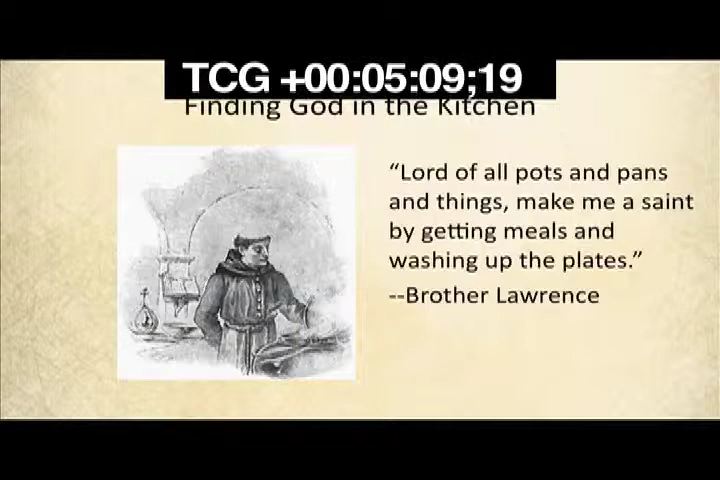 TCG +00:05:09;19
Finding God in the Kitchen
“Lord of all pots and pans
and things, make me a saint
by getting meals and
washing up the plates.”
--Brother Lawrence